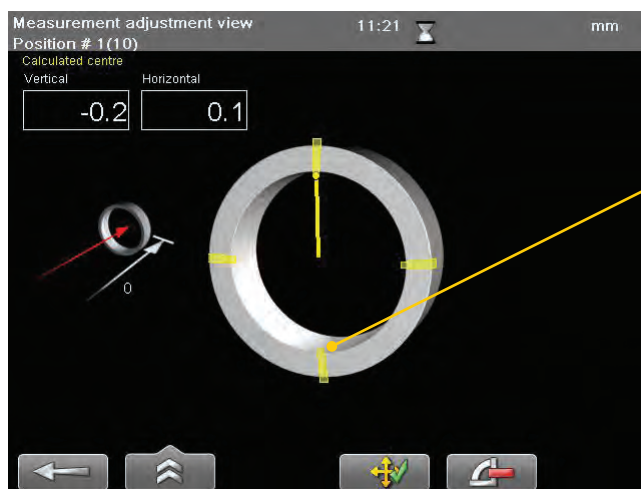 Measurement adjustment view 11:21 mm
Position # 1(10)
Calculated centre
Vertical Horizontal
-0.2 0.1
0